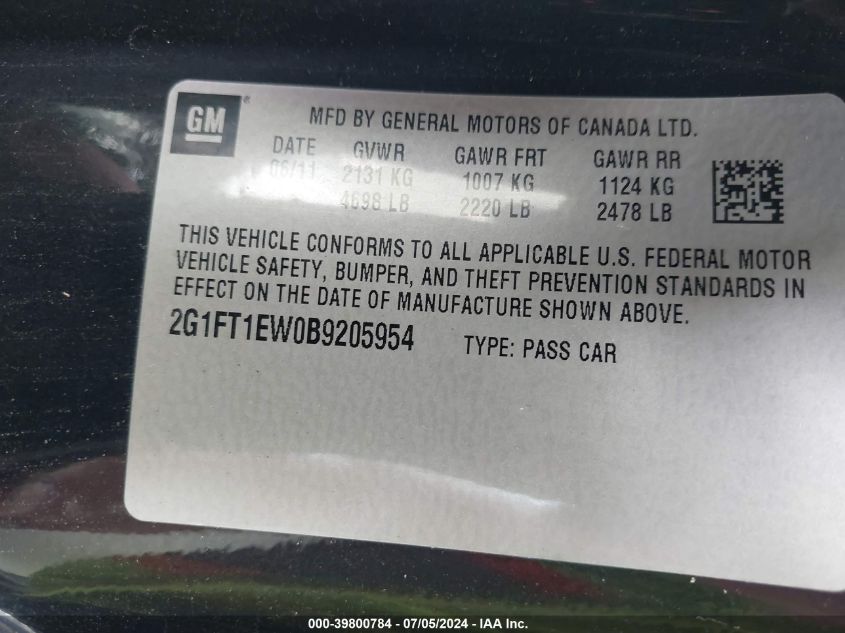 GM
MFD BY GENERAL MOTORS OF CANADA LTD.
DATE GVWR GAWR FRT GAWR RR
06/11 2131 KG 1007 KG 1124 KG
4698 LB 2220 LB 2478 LB
THIS VEHICLE CONFORMS TO ALL APPLICABLE U.S. FEDERAL MOTOR
VEHICLE SAFETY, BUMPER, AND THEFT PREVENTION STANDARDS IN
EFFECT ON THE DATE OF MANUFACTURE SHOWN ABOVE.
2G1FT1EW0B9205954 TYPE: PASS CAR
000-39800784 - 07/05/2024 - IAA Inc.